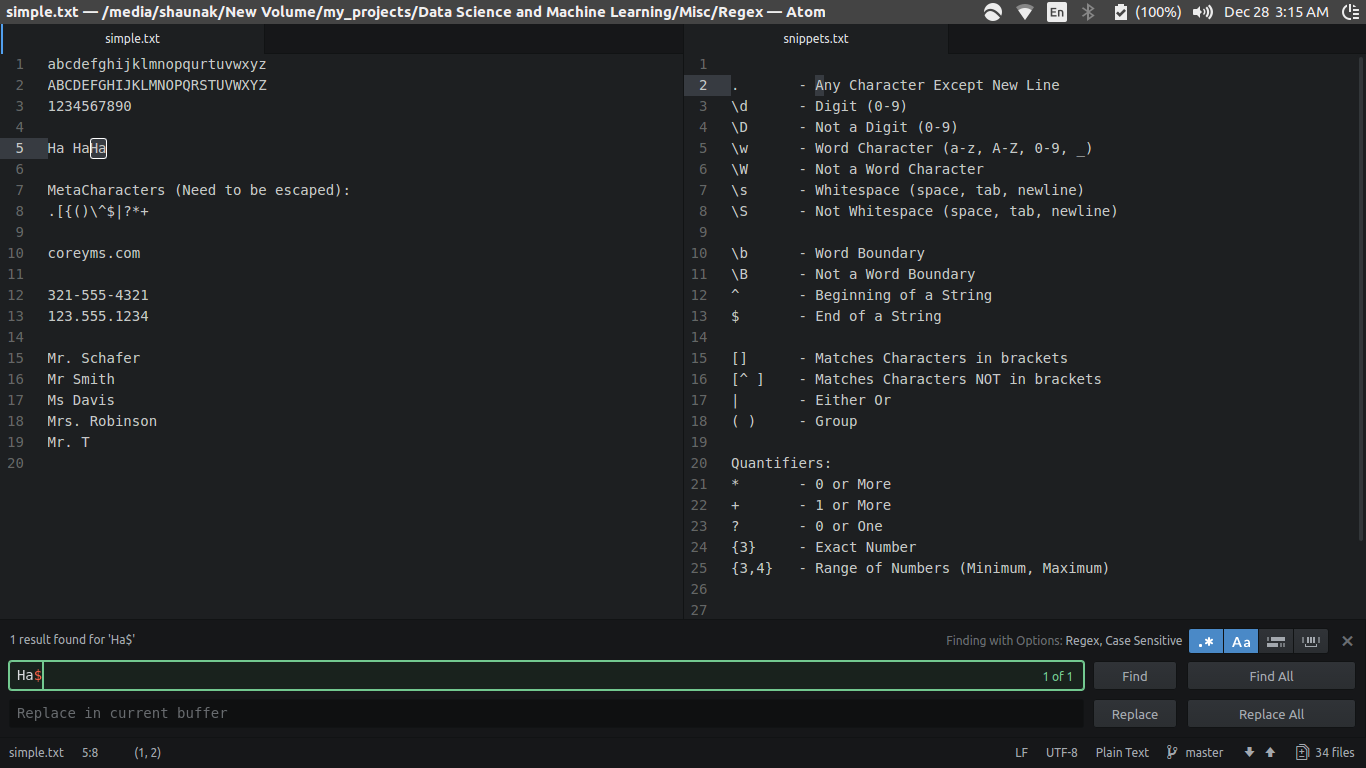 simple.txt — /media/shaunak/New Volume/my_projects/Data Science and Machine Learning/Misc/Regex — Atom
En (100%) Dec 28 3:15 AM
simple.txt
1 abcdefghijklmnopqurtuvwxyz
2 ABCDEFGHIJKLMNOPQRSTUVWXYZ
3 1234567890
4
5 Ha HaHa
6
7 MetaCharacters (Need to be escaped):
8 .[{()\^$|?*+
9
10 coreyms.com
11
12 321-555-4321
13 123.555.1234
14
15 Mr. Schafer
16 Mr Smith
17 Ms Davis
18 Mrs. Robinson
19 Mr. T
20
snippets.txt
1
2 . - Any Character Except New Line
3 \d - Digit (0-9)
4 \D - Not a Digit (0-9)
5 \w - Word Character (a-z, A-Z, 0-9, _)
6 \W - Not a Word Character
7 \s - Whitespace (space, tab, newline)
8 \S - Not Whitespace (space, tab, newline)
9
10 \b - Word Boundary
11 \B - Not a Word Boundary
12 ^ - Beginning of a String
13 $ - End of a String
14
15 [] - Matches Characters in brackets
16 [^ ] - Matches Characters NOT in brackets
17 | - Either Or
18 ( ) - Group
19
20 Quantifiers:
21 * - 0 or More
22 + - 1 or More
23 ? - 0 or One
24 {3} - Exact Number
25 {3,4} - Range of Numbers (Minimum, Maximum)
26
27
1 result found for 'Ha$'
Finding with Options: Regex, Case Sensitive .* Aa
Ha$ 1 of 1 Find Find All
Replace in current buffer Replace Replace All
simple.txt 5:8 (1, 2) LF UTF-8 Plain Text master 34 files